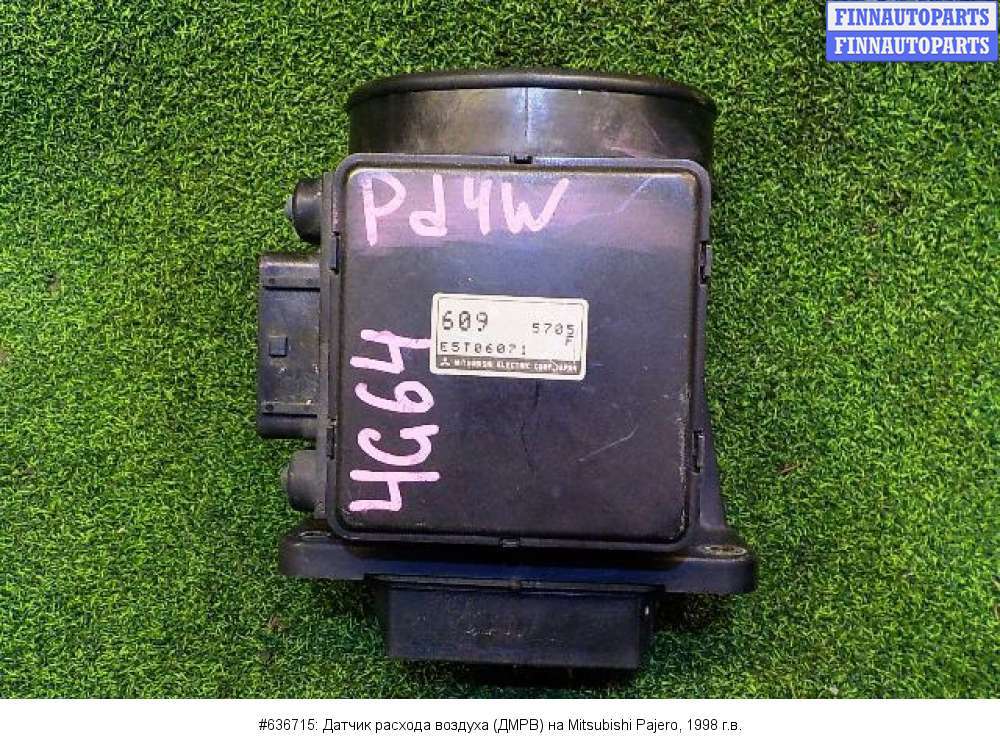 FINNAUTOPARTS
FINNAUTOPARTS
Pd4W
609 5705
E5T06071 F
MITSUBISHI ELECTRIC CORP. JAPAN
4G64
#636715: Датчик расхода воздуха (ДМРВ) на Mitsubishi Pajero, 1998 г.в.